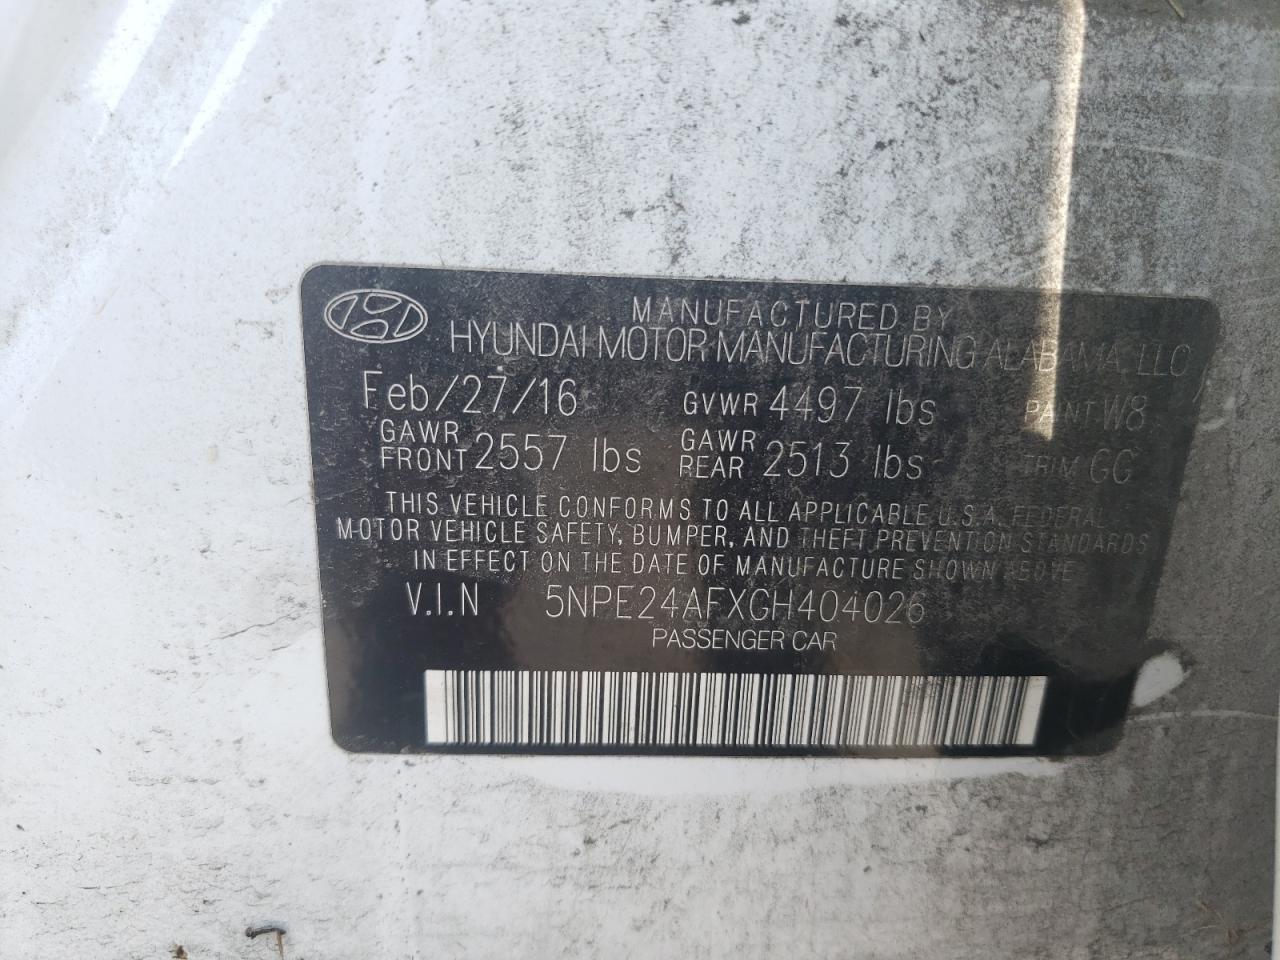 MANUFACTURED BY
HYUNDAI MOTOR MANUFACTURING ALABAMA, LLC
Feb/27/16 GVWR 4497 lbs PAINT W8
GAWR FRONT 2557 lbs GAWR REAR 2513 lbs TRIM GG
THIS VEHICLE CONFORMS TO ALL APPLICABLE U.S.A. FEDERAL
MOTOR VEHICLE SAFETY, BUMPER, AND THEFT PREVENTION STANDARDS
IN EFFECT ON THE DATE OF MANUFACTURE SHOWN ABOVE
V.I.N 5NPE24AFXGH404026
PASSENGER CAR